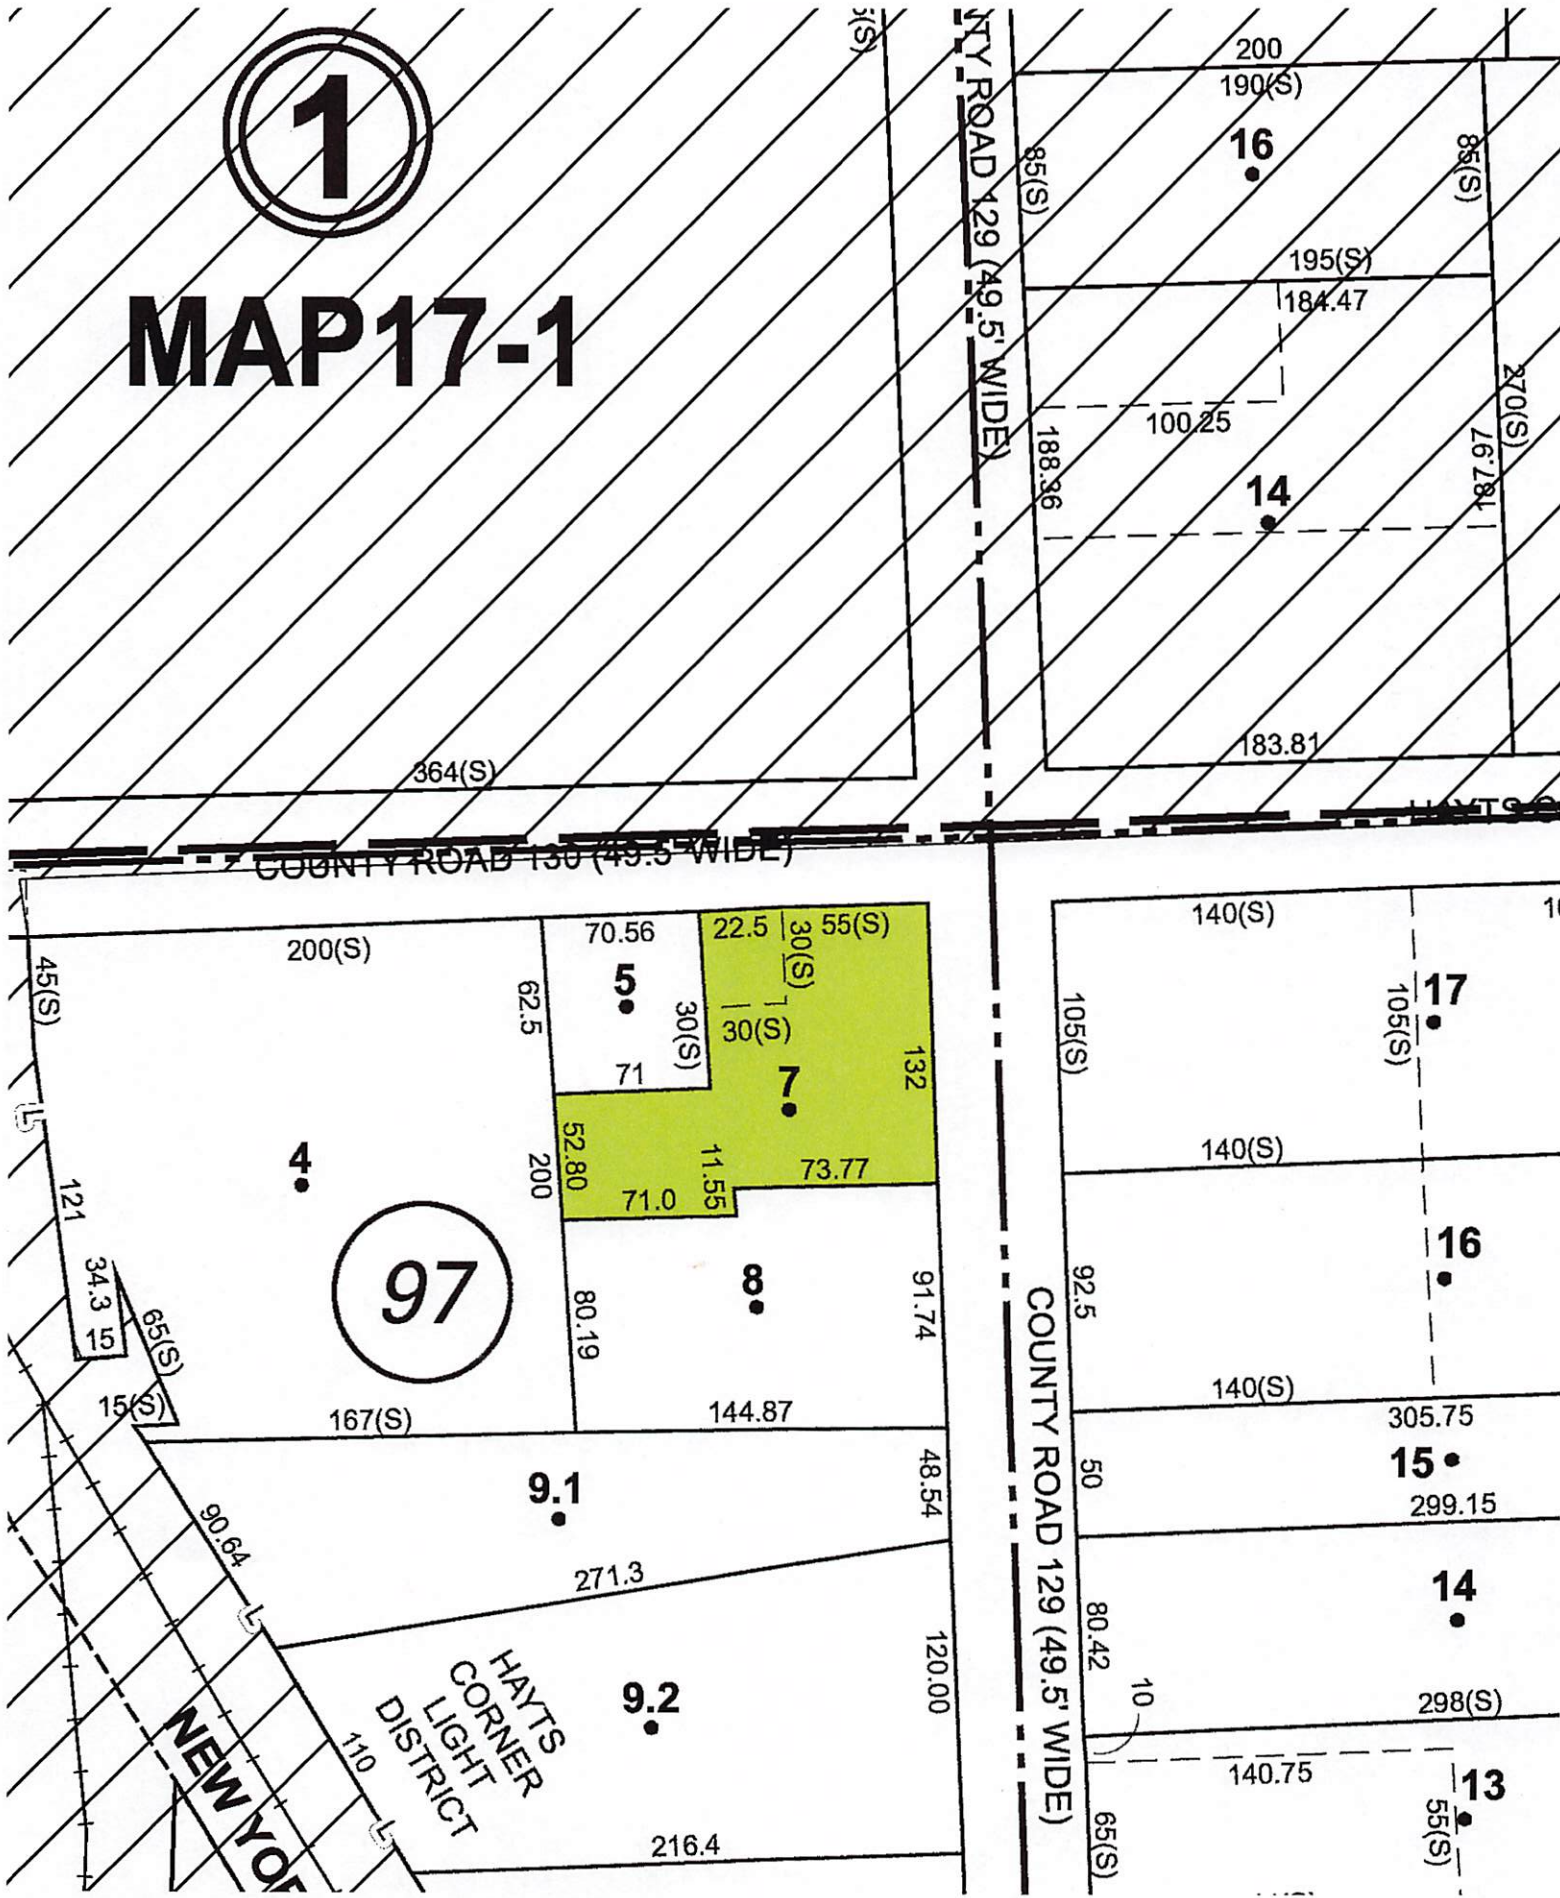 1
MAP17-1
5(S)
NTY ROAD 129 (49.5' WIDE)
200
190(S)
16
85(S)
85(S)
195(S)
184.47
100.25
188.36
270(S)
187.97
14
183.81
364(S)
COUNTY ROAD 130 (49.5' WIDE)
HAYTS
200(S)
70.56
22.5
30(S)
55(S)
140(S)
45(S)
62.5
5
30(S)
30(S)
132
105(S)
105(S)
17
71
7
52.80
200
11.55
73.77
71.0
4
121
140(S)
97
8
34.3
15
65(S)
80.19
91.74
92.5
16
15(S)
167(S)
144.87
140(S)
305.75
9.1
48.54
50
15
299.15
90.64
L
L
271.3
14
COUNTY ROAD 129 (49.5' WIDE)
120.00
80.42
HAYTS
CORNER
LIGHT
DISTRICT
9.2
10
298(S)
110
L
140.75
13
NEW YOR
216.4
65(S)
55(S)